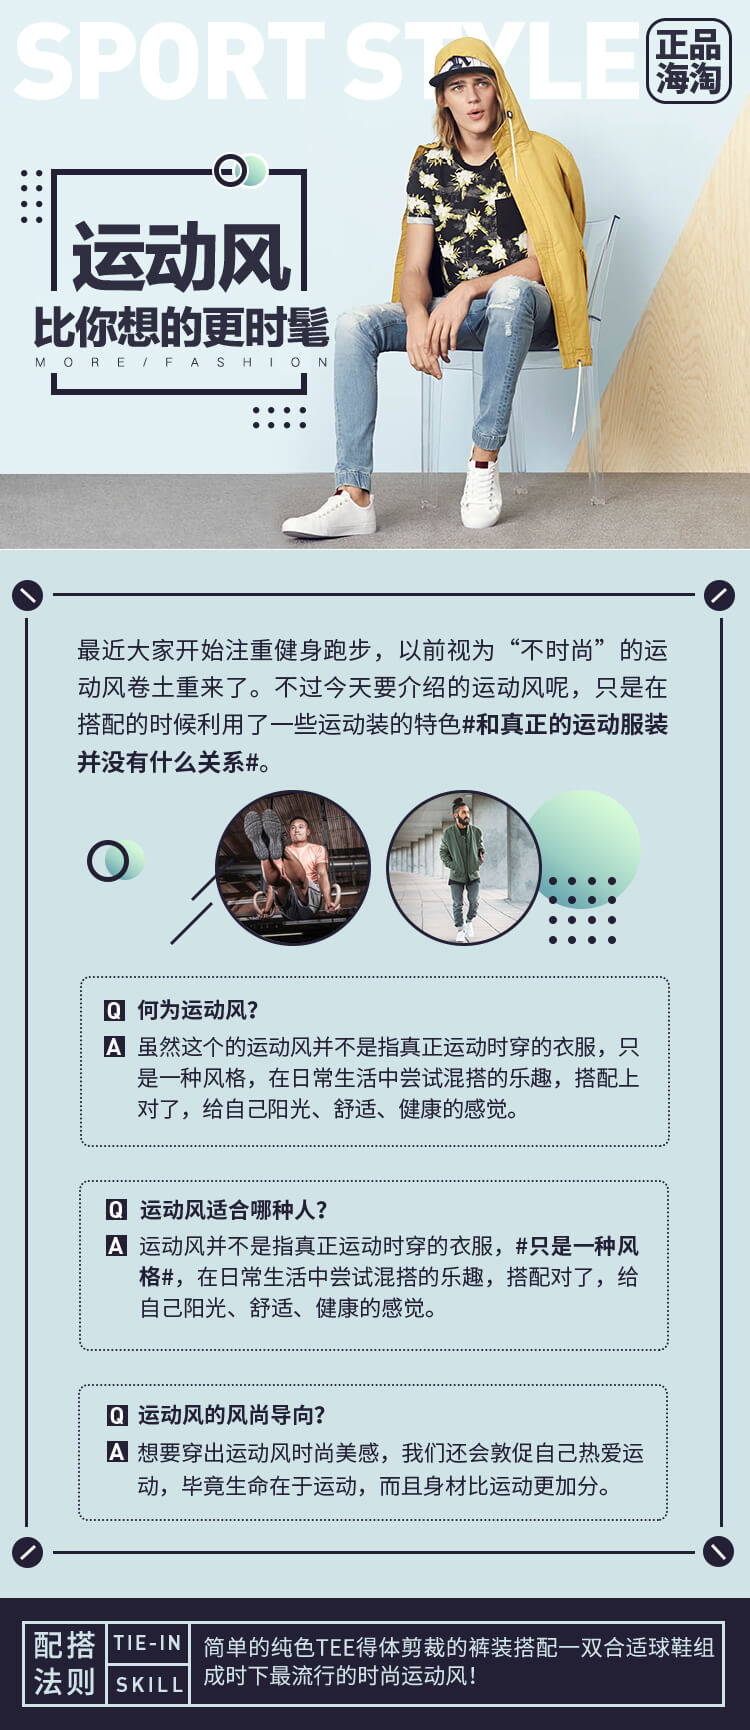 SPORT STYLE
正品
海淘
运动风
比你想的更时髦
MORE/FASHION
最近大家开始注重健身跑步，以前视为“不时尚”的运
动风卷土重来了。不过今天要介绍的运动风呢，只是在
搭配的时候利用了一些运动装的特色#和真正的运动服装
并没有什么关系#。
Q 何为运动风？
A 虽然这个的运动风并不是指真正运动时穿的衣服，只
是一种风格，在日常生活中尝试混搭的乐趣，搭配上
对了，给自己阳光、舒适、健康的感觉。
Q 运动风适合哪种人？
A 运动风并不是指真正运动时穿的衣服，#只是一种风
格#，在日常生活中尝试混搭的乐趣，搭配对了，给
自己阳光、舒适、健康的感觉。
Q 运动风的风尚导向？
A 想要穿出运动风时尚美感，我们还会敦促自己热爱运
动，毕竟生命在于运动，而且身材比运动更加分。
配搭
法则
TIE-IN
SKILL
简单的纯色TEE得体剪裁的裤装搭配一双合适球鞋组
成时下最流行的时尚运动风！